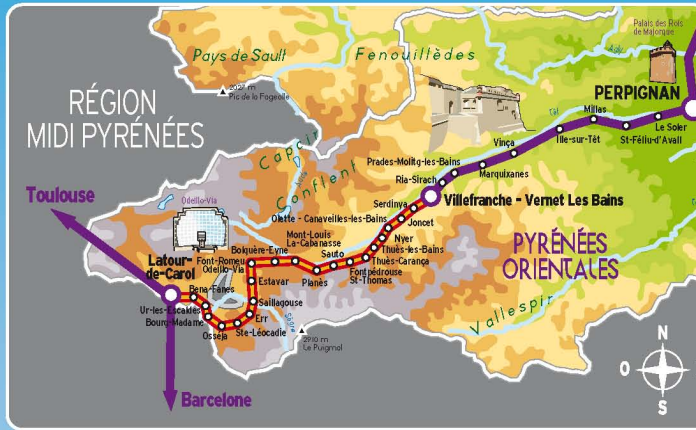 Palais des Rois
de Majorque
Pays de Sault
Fenouillèdes
Agly
PERPIGNAN
Pic de la Fageolle
RÉGION
MIDI PYRÉNÉES
Capcir
Conflent
Têt
Millas
Le Soler
St-Féliu-d'Avall
Ille-sur-Têt
Vinça
Marquixanes
Prades-Molitg-les-Bains
Ria-Sirach
Villefranche - Vernet Les Bains
Serdinya
Joncet
Olette - Canaveilles-les-Bains
Nyer
Thuès-les-Bains
Thuès-Carança
Fontpédrouse
St-Thomas
Toulouse
Odeillo-Via
Mont-Louis
La-Cabanasse
Sauto
Planès
Bolquère-Eyne
Latour-
de-Carol
Font-Romeu
Odeillo-Via
Estavar
Saillagouse
Err
Ste-Léocadie
Osséja
Bourg-Madame
Ur-les-Escaldes
Bena-Fanès
PYRÉNÉES
ORIENTALES
Vallespir
Sègre
2910 m
Le Puigmal
Barcelone
N
O
E
S